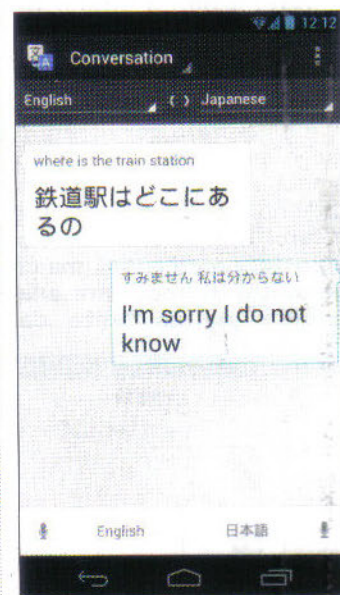 12:12
Conversation
English
Japanese
where is the train station
鉄道駅はどこにあ
るの
すみません 私は分からない
I'm sorry I do not
know
English
日本語